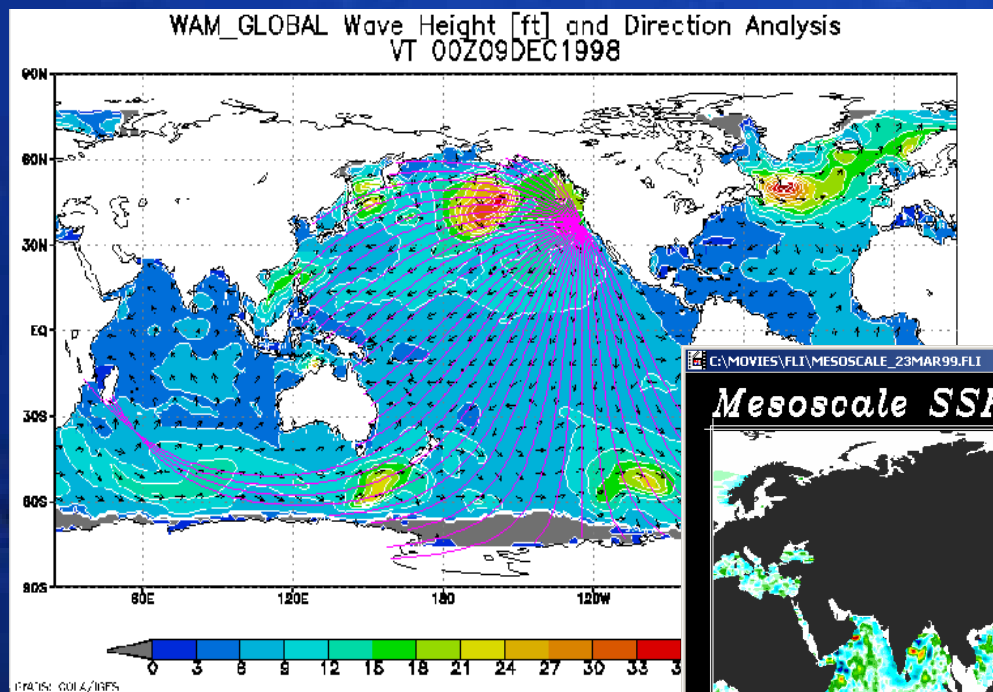 WAM_GLOBAL Wave Height [ft] and Direction Analysis
VT 00Z09DEC1998
90N
60N
30N
EQ
30S
60S
90S
60E 120E 180 120W
0 3 6 9 12 15 18 21 24 27 30 33 3
GrADS: COLA/IGES
C:\MOVIES\FLI\MESOSCALE_23MAR99.FLI
Mesoscale SSH